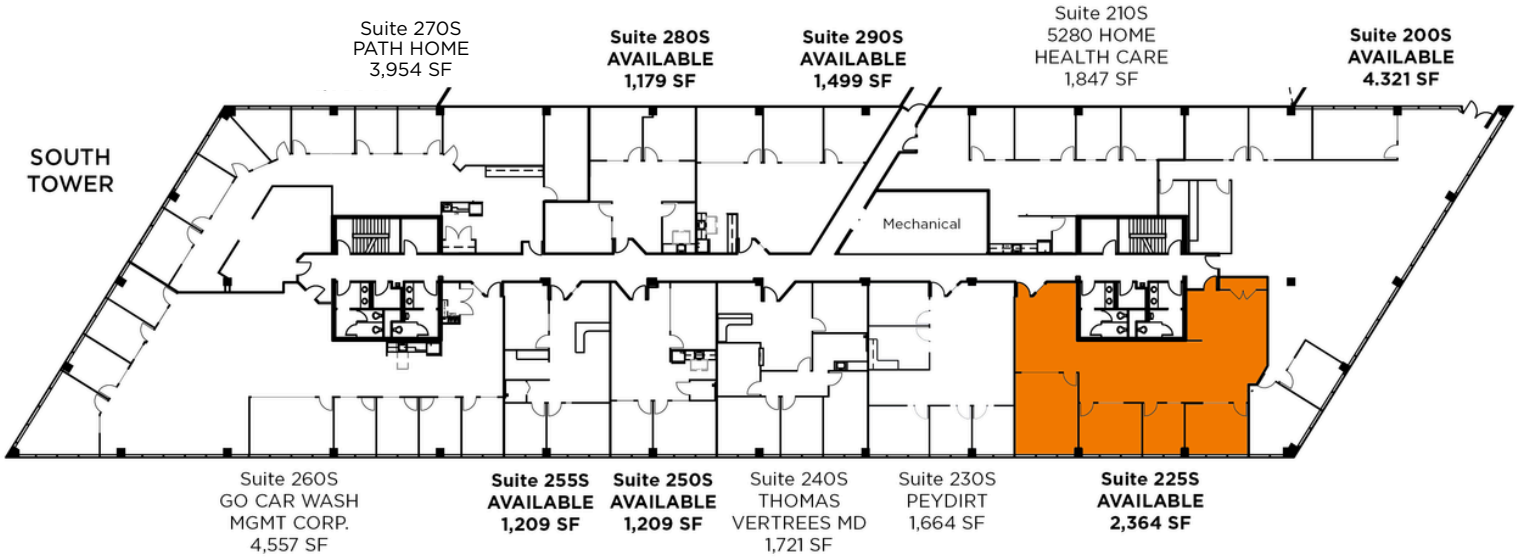 Suite 270S
PATH HOME
3,954 SF
Suite 280S
AVAILABLE
1,179 SF
Suite 290S
AVAILABLE
1,499 SF
Suite 210S
5280 HOME
HEALTH CARE
1,847 SF
Suite 200S
AVAILABLE
4.321 SF
SOUTH
TOWER
Mechanical
Suite 260S
GO CAR WASH
MGMT CORP.
4,557 SF
Suite 255S
AVAILABLE
1,209 SF
Suite 250S
AVAILABLE
1,209 SF
Suite 240S
THOMAS
VERTREES MD
1,721 SF
Suite 230S
PEYDIRT
1,664 SF
Suite 225S
AVAILABLE
2,364 SF